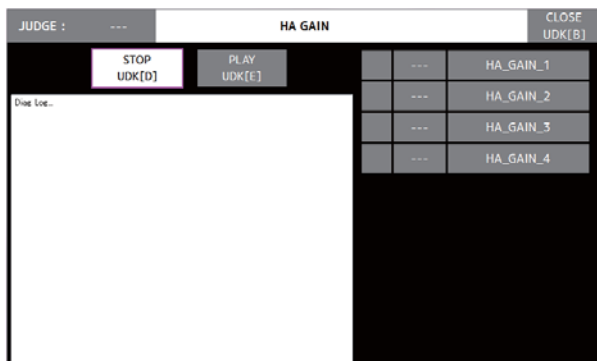 JUDGE : --- HA GAIN CLOSE
UDK[B]
STOP
UDK[D]
PLAY
UDK[E]
Diag Log...
--- HA_GAIN_1
--- HA_GAIN_2
--- HA_GAIN_3
--- HA_GAIN_4